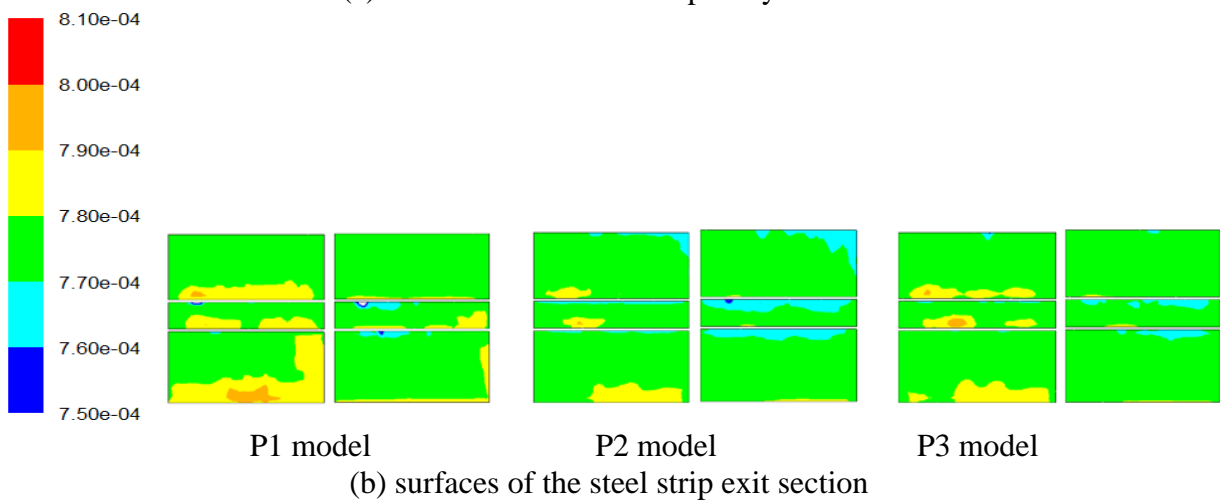 8.10e-04
8.00e-04
7.90e-04
7.80e-04
7.70e-04
7.60e-04
7.50e-04
P1 model P2 model P3 model
(b) surfaces of the steel strip exit section